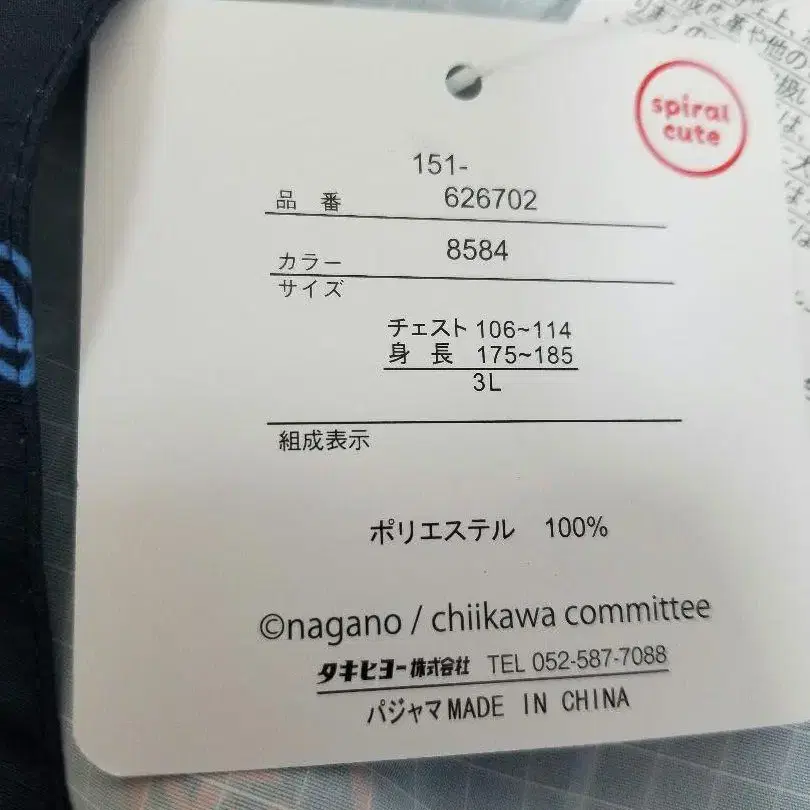 spiral
cute
151-
品 番 626702
カラー 8584
サイズ
チェスト 106~114
身 長 175~185
3L
組成表示
ポリエステル 100%
©nagano / chiikawa committee
タキヒヨー株式会社 TEL 052-587-7088
パジャマ MADE IN CHINA